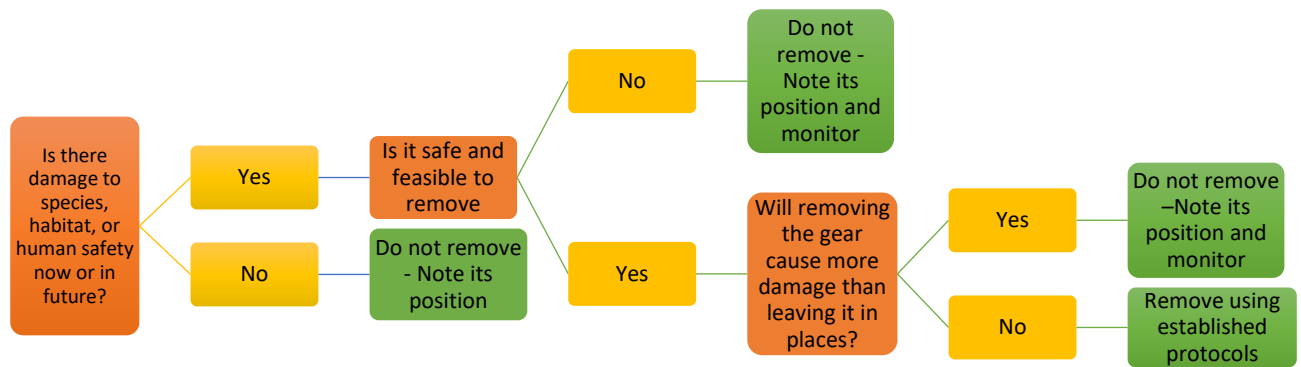 Is there
damage to
species,
habitat, or
human safety
now or in
future?
Yes
No
Is it safe and
feasible to
remove
Do not remove
- Note its
position
No
Yes
Do not
remove -
Note its
position and
monitor
Will removing
the gear
cause more
damage than
leaving it in
places?
Yes
No
Do not remove
–Note its
position and
monitor
Remove using
established
protocols